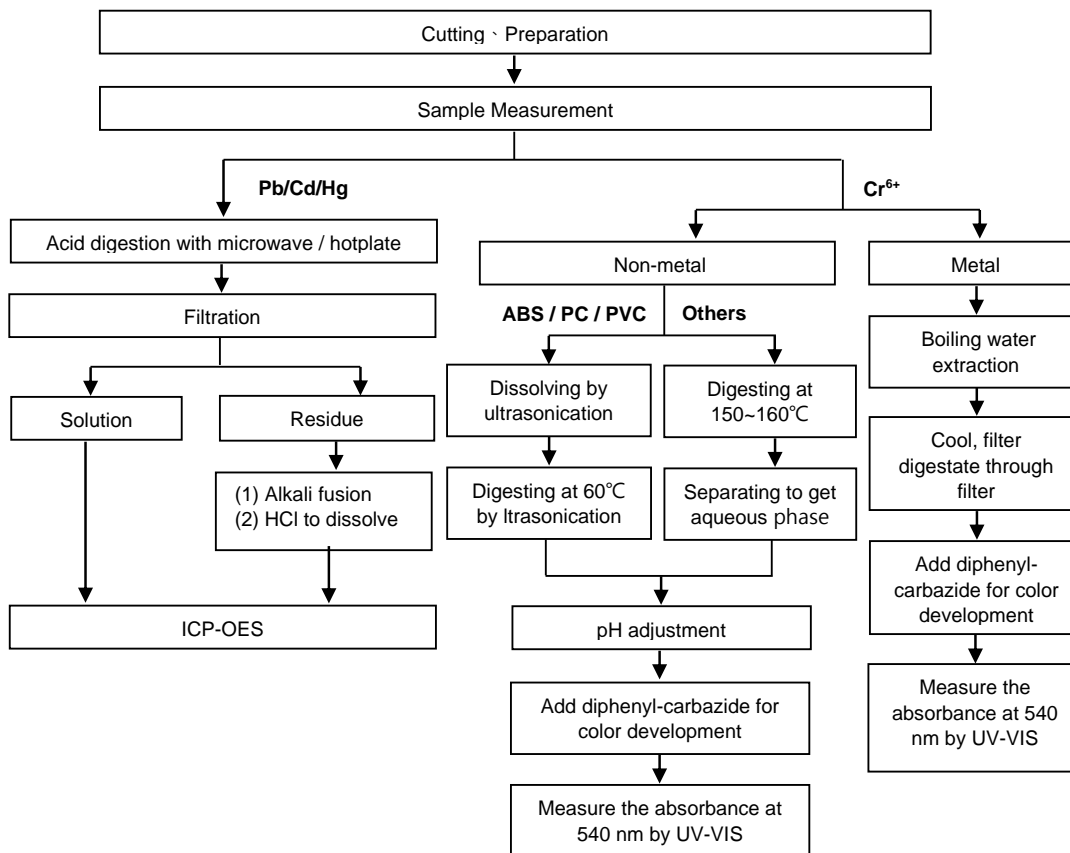 Cutting、Preparation
Sample Measurement
Pb/Cd/Hg
Cr6+
Acid digestion with microwave / hotplate
Filtration
Solution
Residue
(1) Alkali fusion
(2) HCl to dissolve
ICP-OES
Non-metal
ABS / PC / PVC
Others
Dissolving by
ultrasonication
Digesting at 60℃
by ltrasonication
Digesting at
150~160℃
Separating to get
aqueous phase
pH adjustment
Add diphenyl-carbazide for
color development
Measure the absorbance at
540 nm by UV-VIS
Metal
Boiling water
extraction
Cool, filter
digestate through
filter
Add diphenyl-
carbazide for color
development
Measure the
absorbance at 540
nm by UV-VIS